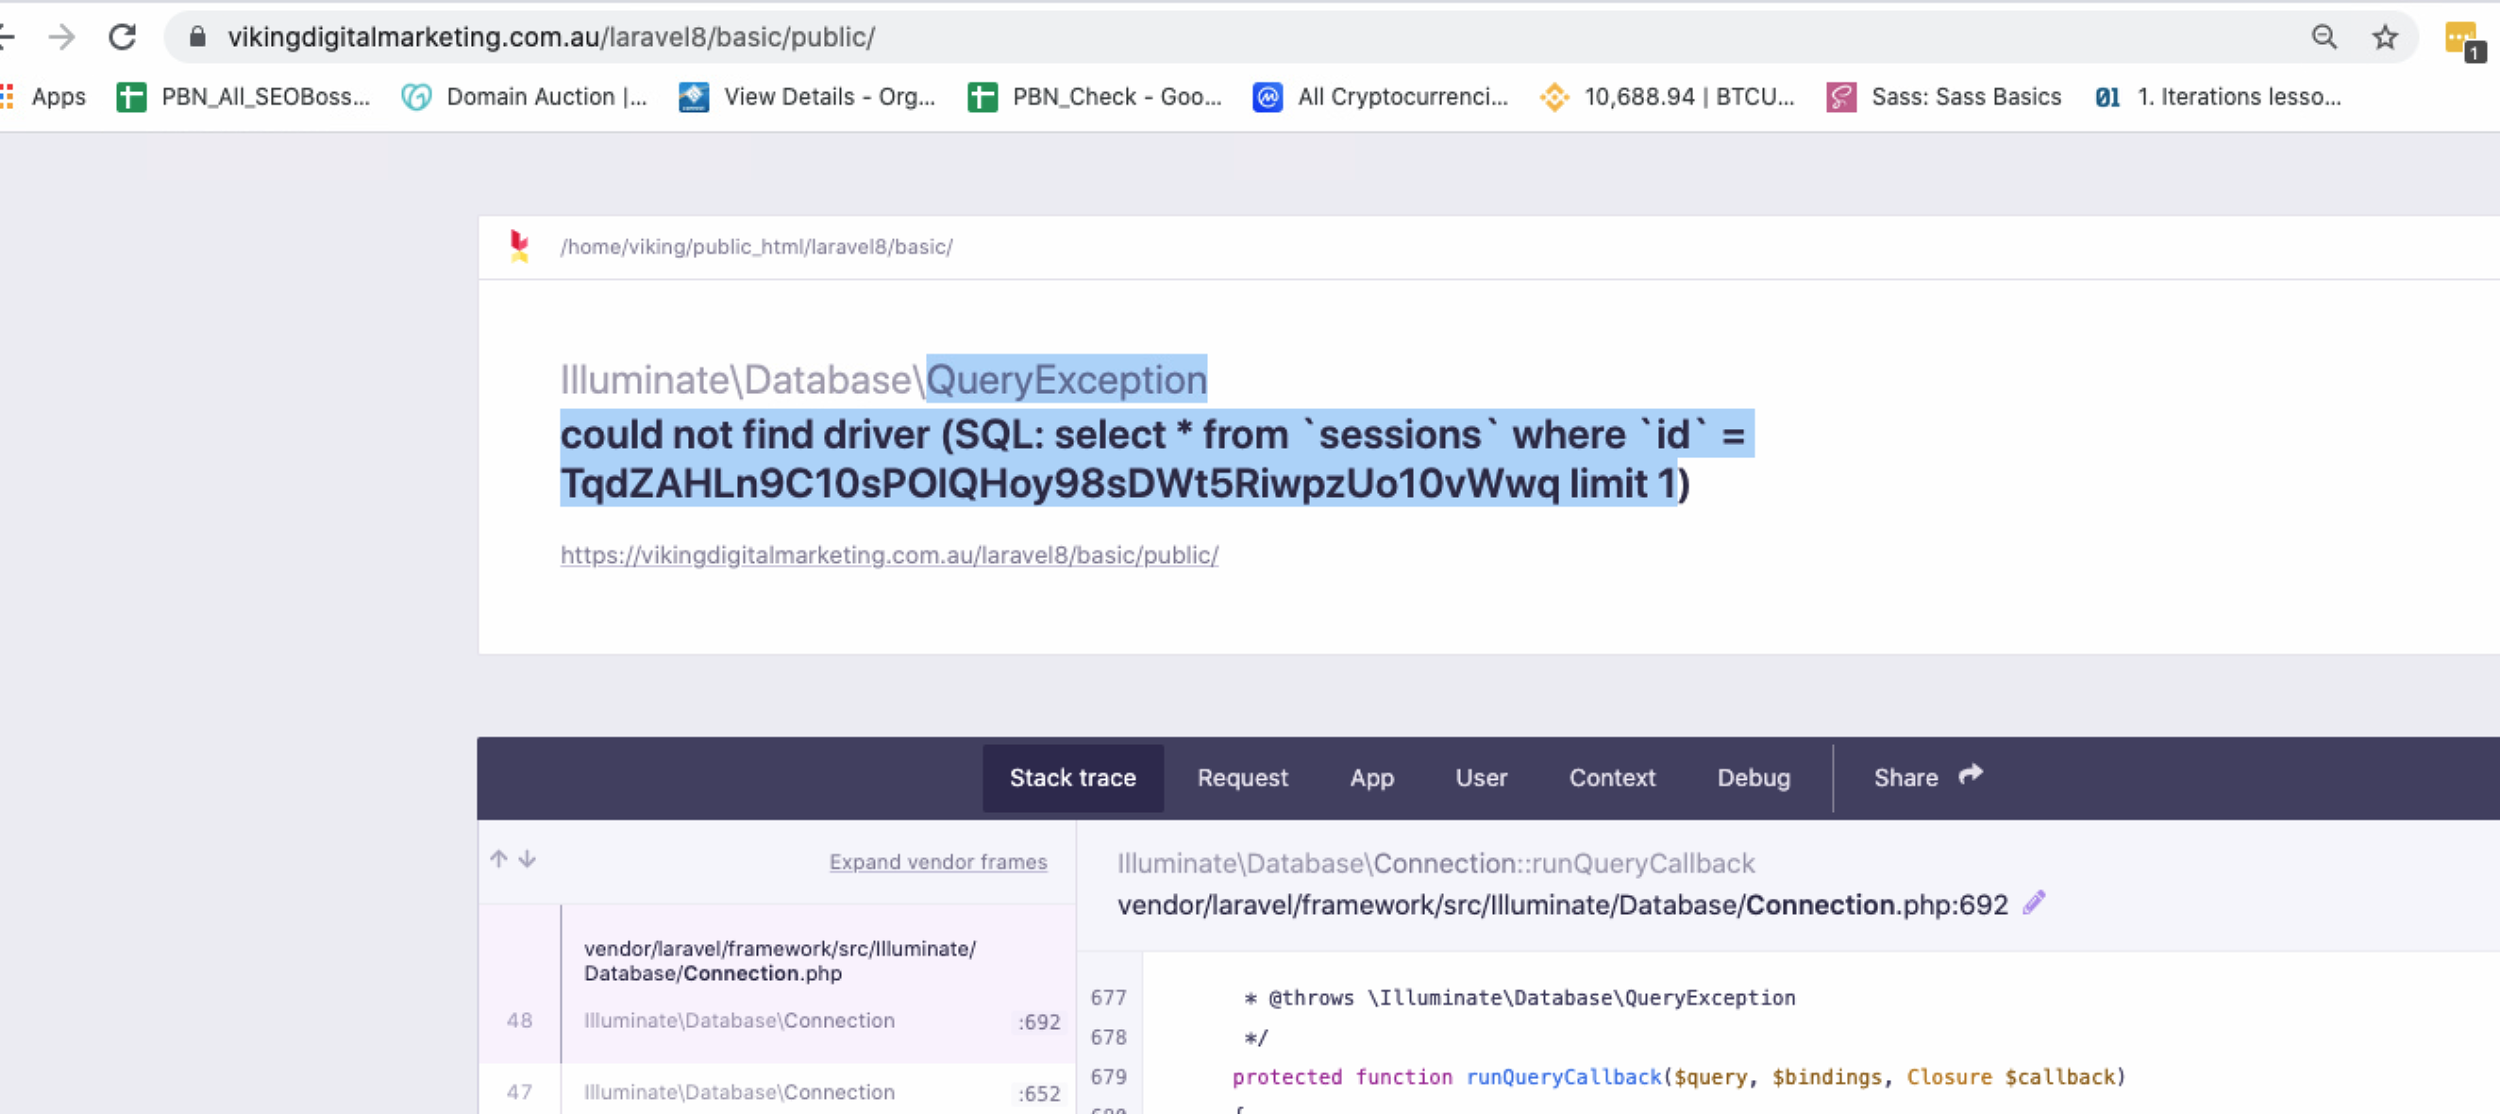 vikingdigitalmarketing.com.au/laravel8/basic/public/
1
Apps PBN_All_SEOBoss... Domain Auction |... View Details - Org... PBN_Check - Goo... All Cryptocurrenci... 10,688.94 | BTCU... Sass: Sass Basics 01 1. Iterations lesso...
/home/viking/public_html/laravel8/basic/
Illuminate\Database\QueryException
could not find driver (SQL: select * from `sessions` where `id` =
TqdZAHLn9C10sPOlQHoy98sDWt5RiwpzUo10vWwq limit 1)
https://vikingdigitalmarketing.com.au/laravel8/basic/public/
Stack trace Request App User Context Debug Share
Expand vendor frames
Illuminate\Database\Connection::runQueryCallback
vendor/laravel/framework/src/Illuminate/Database/Connection.php:692
vendor/laravel/framework/src/Illuminate/
Database/Connection.php
48 Illuminate\Database\Connection :692
47 Illuminate\Database\Connection :652
677 * @throws \Illuminate\Database\QueryException
678 */
679 protected function runQueryCallback($query, $bindings, Closure $callback)
680 {